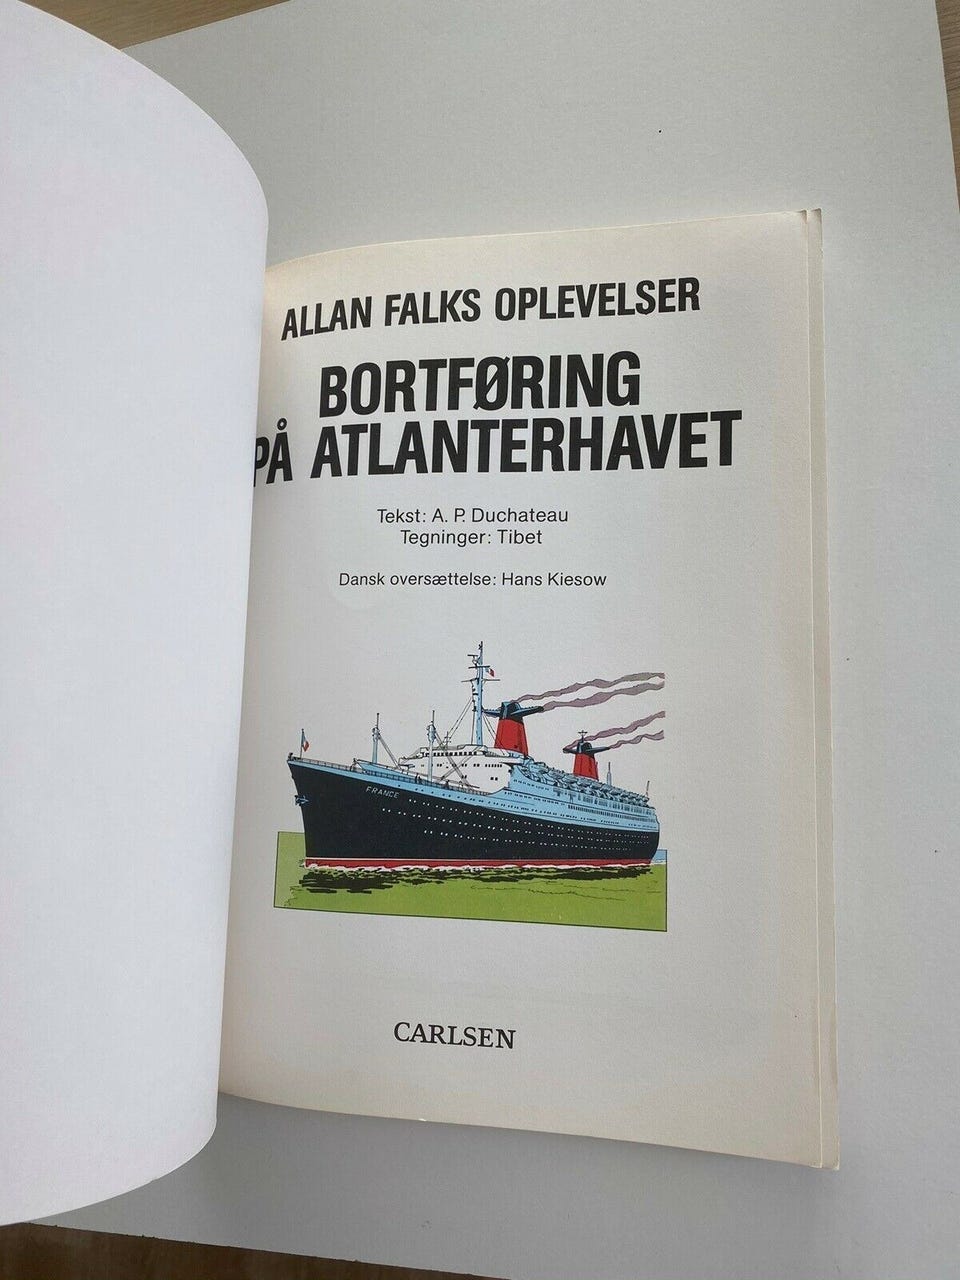 ALLAN FALKS OPLEVELSER
BORTFØRING
PÅ ATLANTERHAVET
Tekst: A. P. Duchateau
Tegninger: Tibet
Dansk oversættelse: Hans Kiesow
FRANCE
CARLSEN